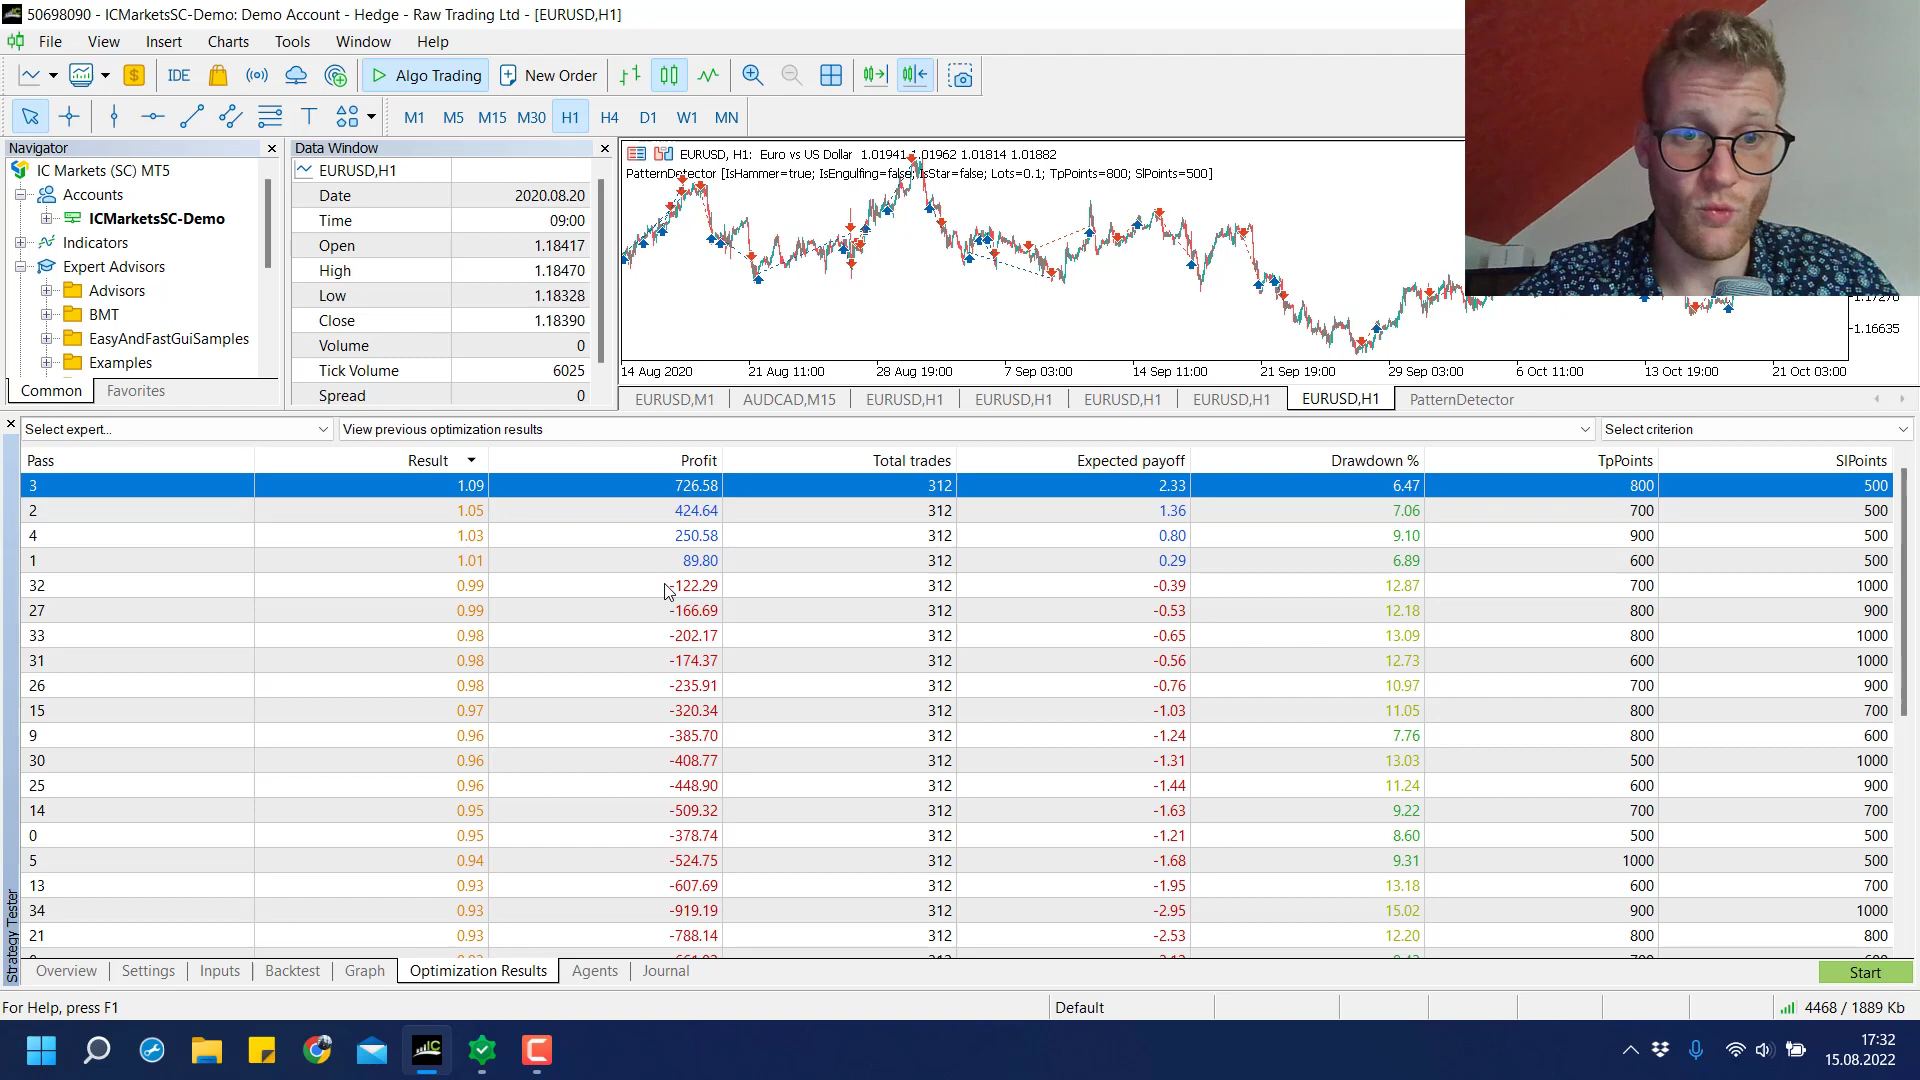 50698090 - ICMarketsSC-Demo: Demo Account - Hedge - Raw Trading Ltd - [EURUSD,H1]
File View Insert Charts Tools Window Help
IDE Algo Trading New Order
M1 M5 M15 M30 H1 H4 D1 W1 MN
Navigator
IC Markets (SC) MT5
Accounts
ICMarketsSC-Demo
Indicators
Expert Advisors
Advisors
BMT
EasyAndFastGuiSamples
Examples
Common Favorites
Data Window
EURUSD,H1
Date 2020.08.20
Time 09:00
Open 1.18417
High 1.18470
Low 1.18328
Close 1.18390
Volume 0
Tick Volume 6025
Spread 0
EURUSD, H1: Euro vs US Dollar 1.01941 1.01962 1.01814 1.01882
PatternDetector [IsHammer=true; IsEngulfing=false; IsStar=false; Lots=0.1; TpPoints=800; SlPoints=500]
1.17270
1.16635
14 Aug 2020 21 Aug 11:00 28 Aug 19:00 7 Sep 03:00 14 Sep 11:00 21 Sep 19:00 29 Sep 03:00 6 Oct 11:00 13 Oct 19:00 21 Oct 03:00
EURUSD,M1 AUDCAD,M15 EURUSD,H1 EURUSD,H1 EURUSD,H1 EURUSD,H1 EURUSD,H1 PatternDetector
Select expert... View previous optimization results Select criterion
Pass Result Profit Total trades Expected payoff Drawdown % TpPoints SlPoints
3 1.09 726.58 312 2.33 6.47 800 500
2 1.05 424.64 312 1.36 7.06 700 500
4 1.03 250.58 312 0.80 9.10 900 500
1 1.01 89.80 312 0.29 6.89 600 500
32 0.99 -122.29 312 -0.39 12.87 700 1000
27 0.99 -166.69 312 -0.53 12.18 800 900
33 0.98 -202.17 312 -0.65 13.09 800 1000
31 0.98 -174.37 312 -0.56 12.73 600 1000
26 0.98 -235.91 312 -0.76 10.97 700 900
15 0.97 -320.34 312 -1.03 11.05 800 700
9 0.96 -385.70 312 -1.24 7.76 800 600
30 0.96 -408.77 312 -1.31 13.03 500 1000
25 0.96 -448.90 312 -1.44 11.24 600 900
14 0.95 -509.32 312 -1.63 9.22 700 700
0 0.95 -378.74 312 -1.21 8.60 500 500
5 0.94 -524.75 312 -1.68 9.31 1000 500
13 0.93 -607.69 312 -1.95 13.18 600 700
34 0.93 -919.19 312 -2.95 15.02 900 1000
21 0.93 -788.14 312 -2.53 12.20 800 800
Strategy Tester
Overview Settings Inputs Backtest Graph Optimization Results Agents Journal
Start
For Help, press F1 Default 4468 / 1889 Kb
17:32
15.08.2022